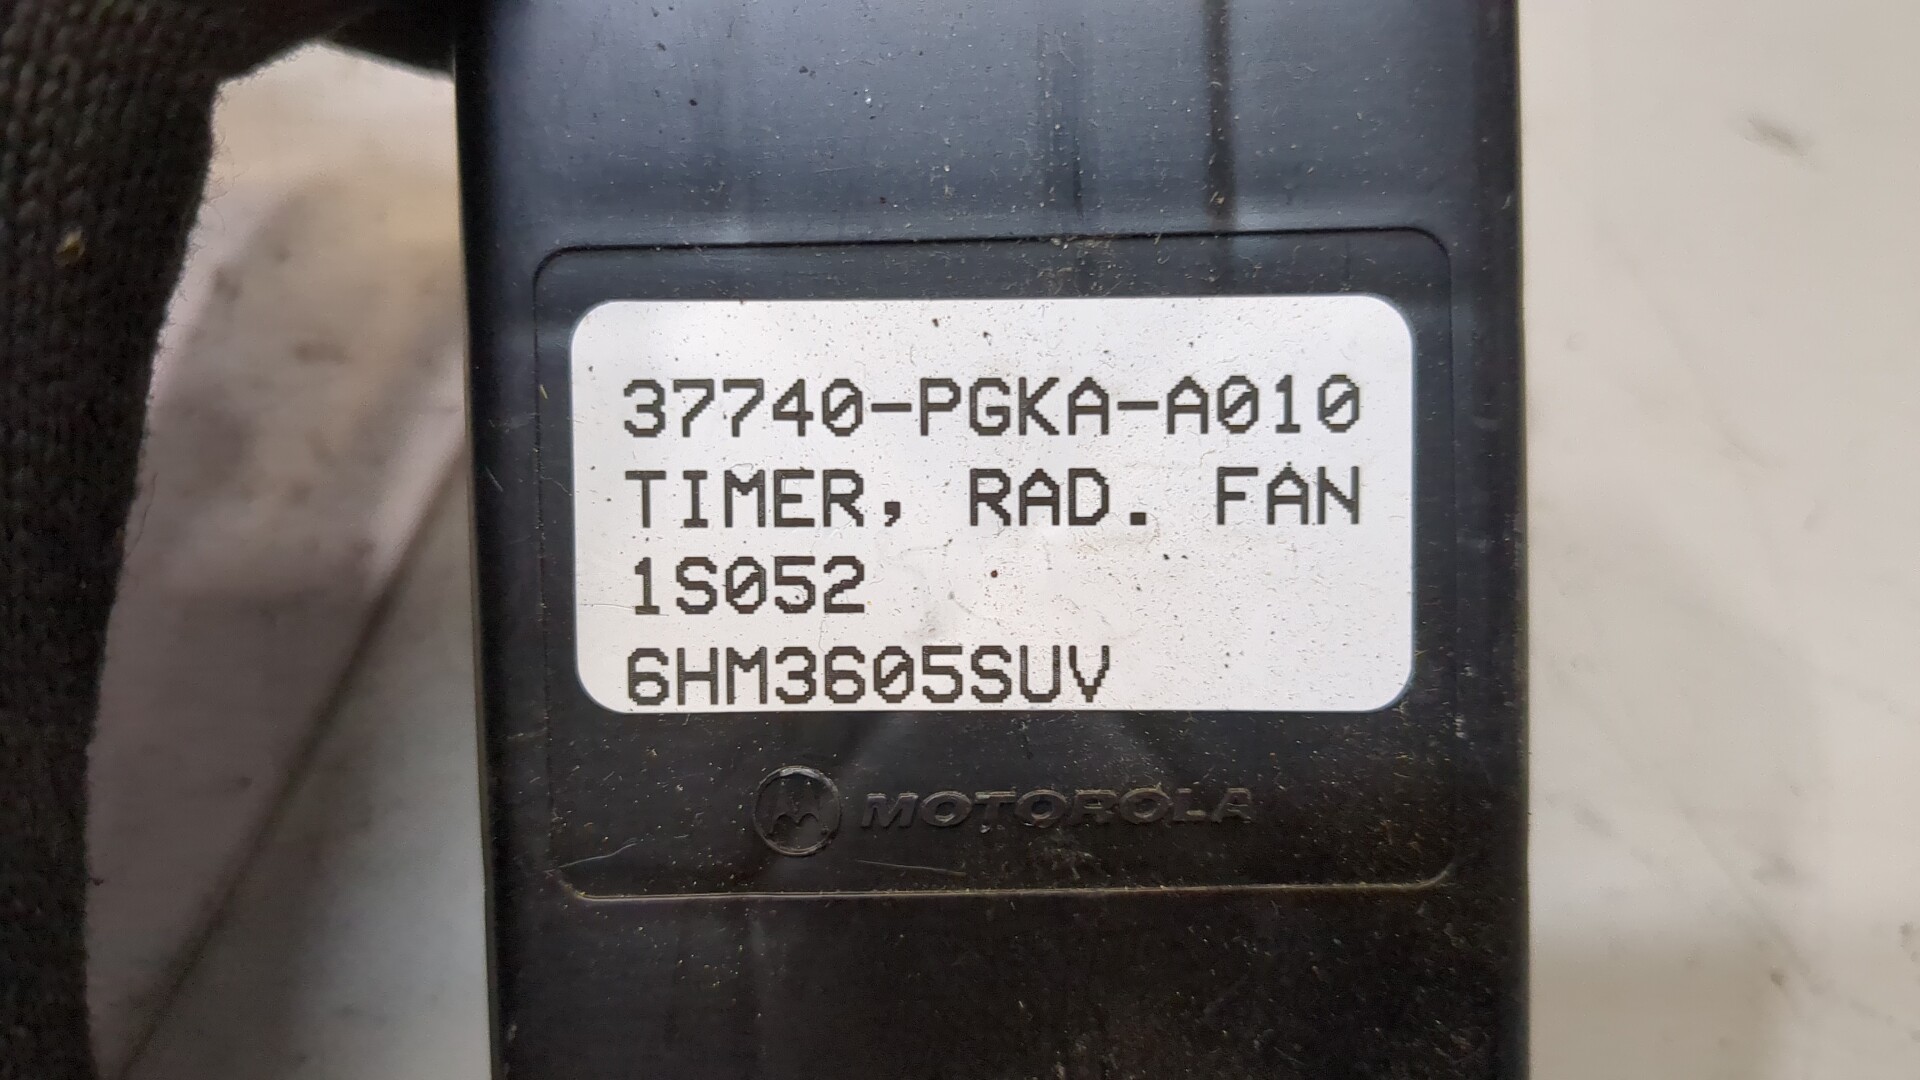 37740-PGKA-A010
TIMER, RAD. FAN
1S052
6HM3605SUV
MOTOROLA